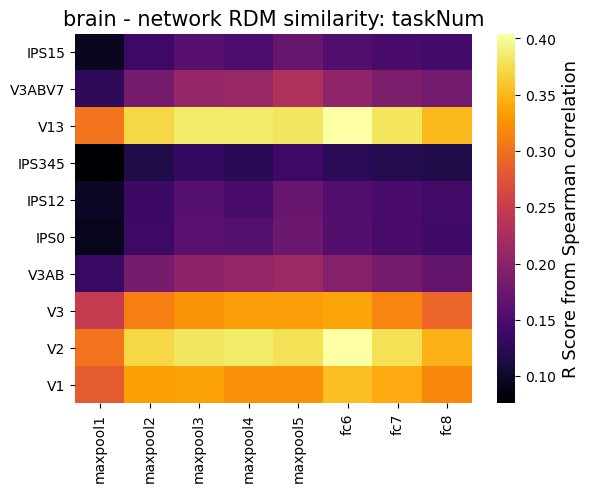 brain - network RDM similarity: taskNum
IPS15
V3ABV7
V13
IPS345
IPS12
IPS0
V3AB
V3
V2
V1
maxpool1
maxpool2
maxpool3
maxpool4
maxpool5
fc6
fc7
fc8
0.40
0.35
0.30
0.25
0.20
0.15
0.10
R Score from Spearman correlation